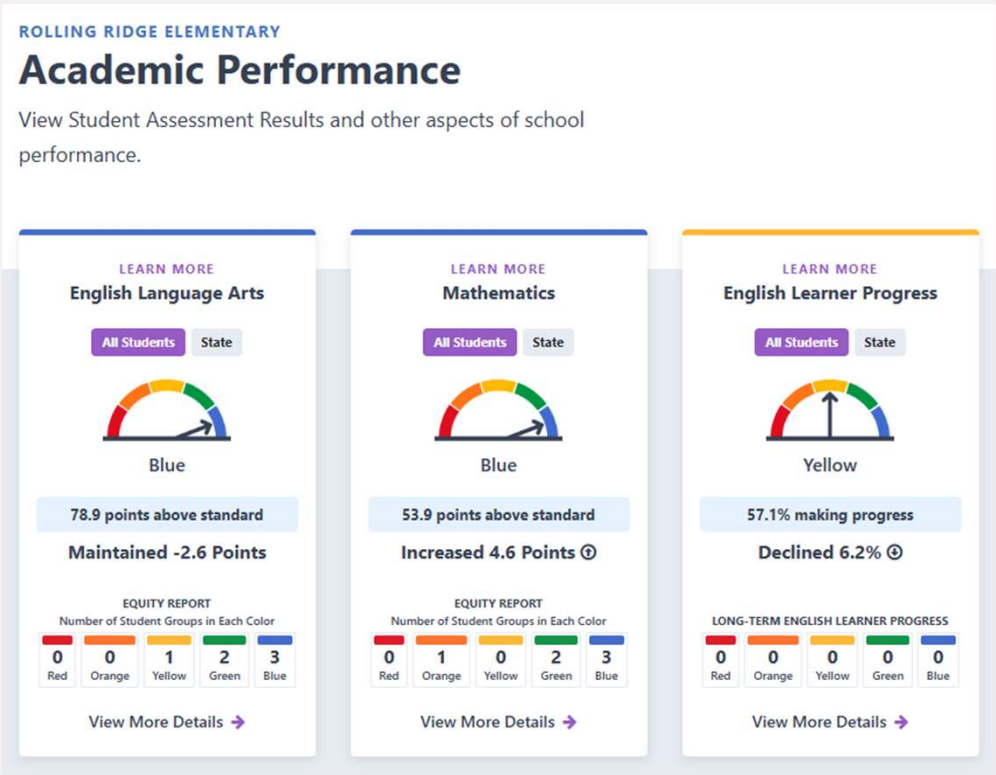 ROLLING RIDGE ELEMENTARY
Academic Performance
View Student Assessment Results and other aspects of school
performance.
LEARN MORE
English Language Arts
All Students State
Blue
78.9 points above standard
Maintained -2.6 Points
EQUITY REPORT
Number of Student Groups in Each Color
0 0 1 2 3
Red Orange Yellow Green Blue
View More Details
LEARN MORE
Mathematics
All Students State
Blue
53.9 points above standard
Increased 4.6 Points
EQUITY REPORT
Number of Student Groups in Each Color
0 1 0 2 3
Red Orange Yellow Green Blue
View More Details
LEARN MORE
English Learner Progress
All Students State
Yellow
57.1% making progress
Declined 6.2%
LONG-TERM ENGLISH LEARNER PROGRESS
0 0 0 0 0
Red Orange Yellow Green Blue
View More Details